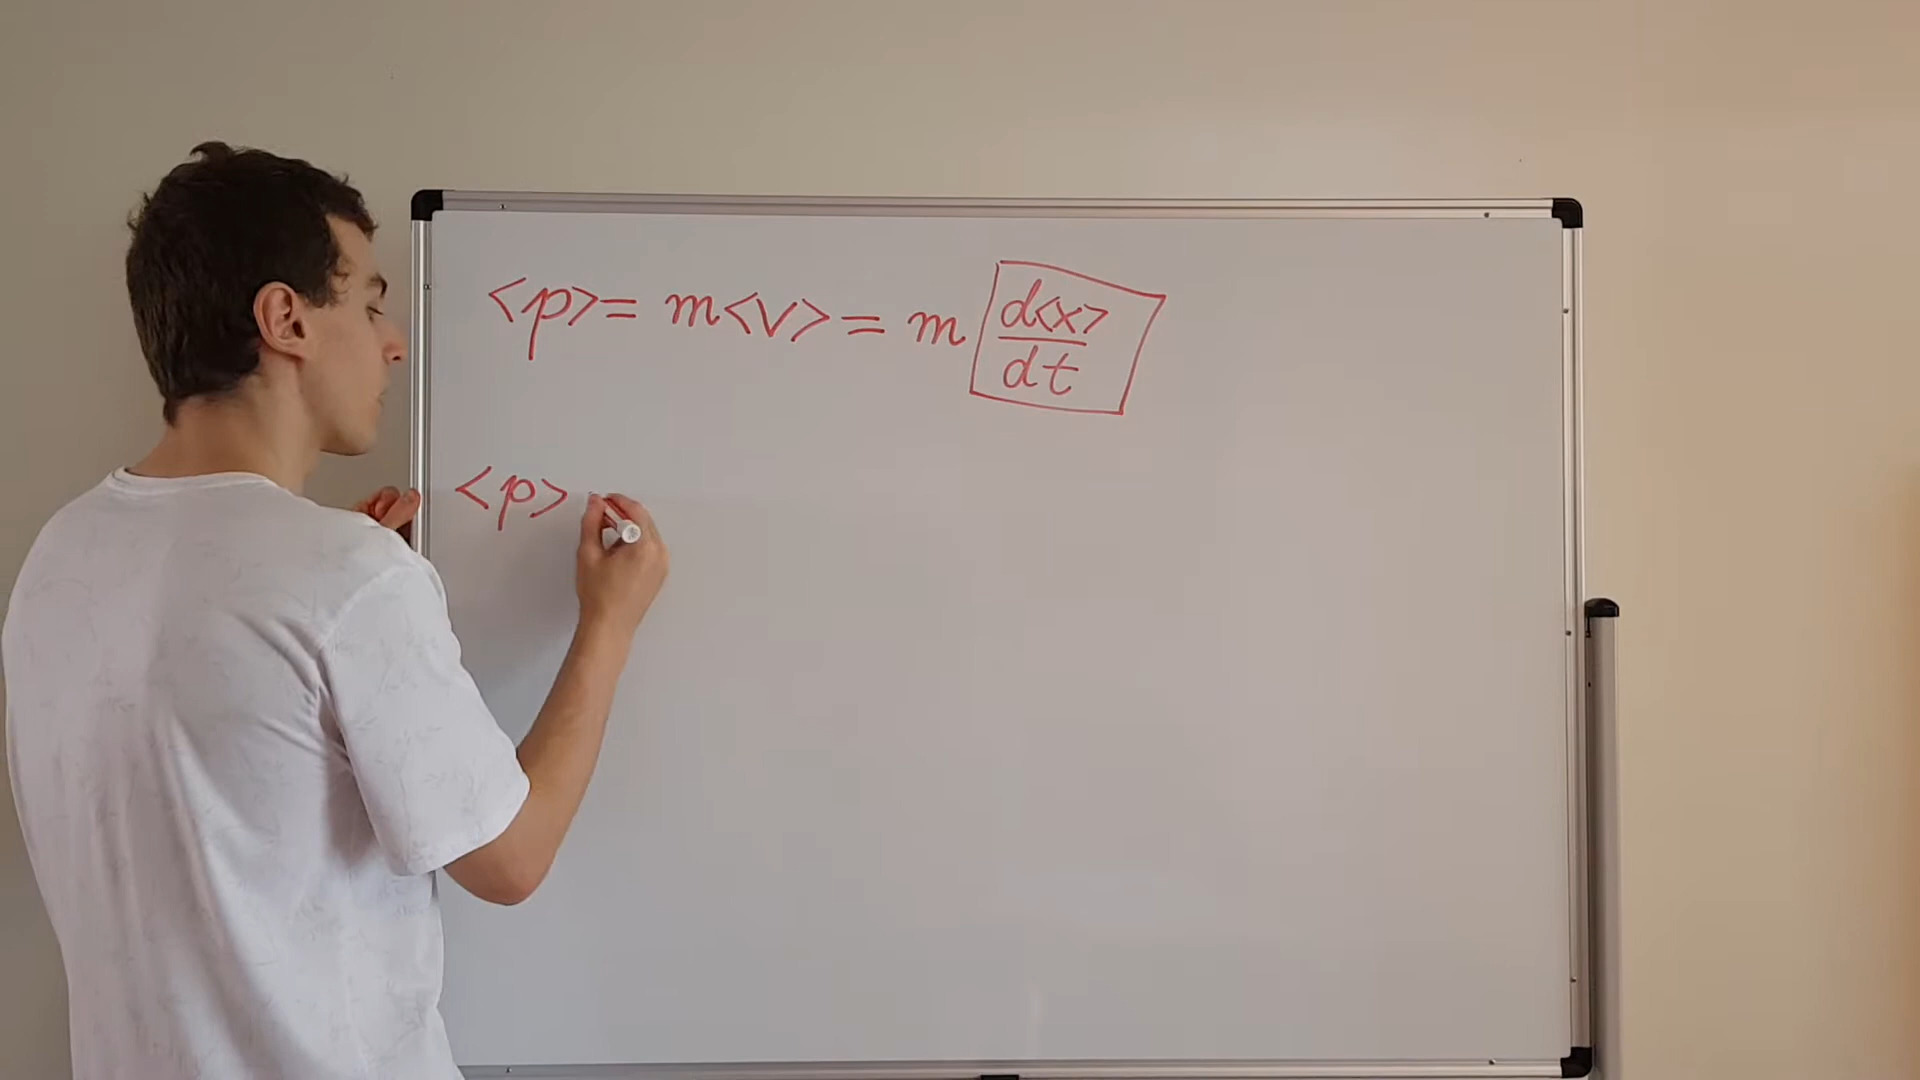 <p> = m<v> = m d<x>/dt
<p>